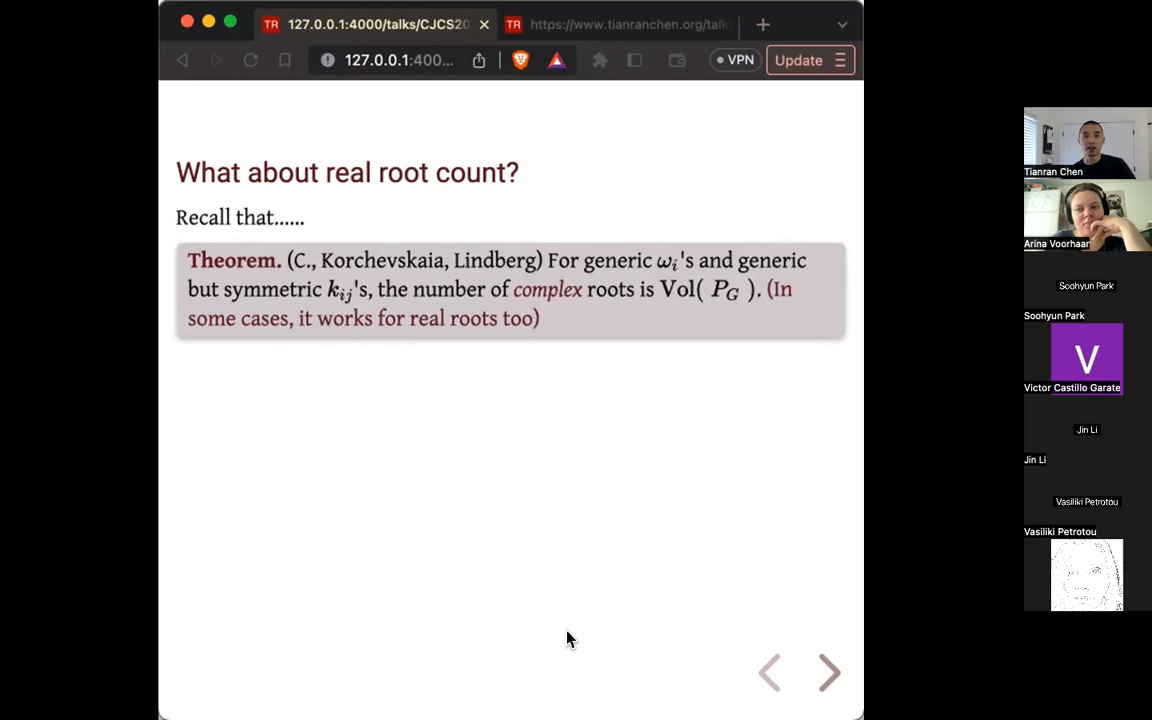 TR 127.0.0.1:4000/talks/CJCS20
TR https://www.tianranchen.org/talk
127.0.0.1:400...
VPN
Update
What about real root count?
Recall that......
Theorem. (C., Korchevskaia, Lindberg) For generic ωᵢ's and generic
but symmetric kᵢⱼ's, the number of complex roots is Vol( P_G ). (In
some cases, it works for real roots too)
Tianran Chen
Arina Voorhaar
Soohyun Park
Soohyun Park
V
Victor Castillo Garate
Jin Li
Jin Li
Vasiliki Petrotou
Vasiliki Petrotou